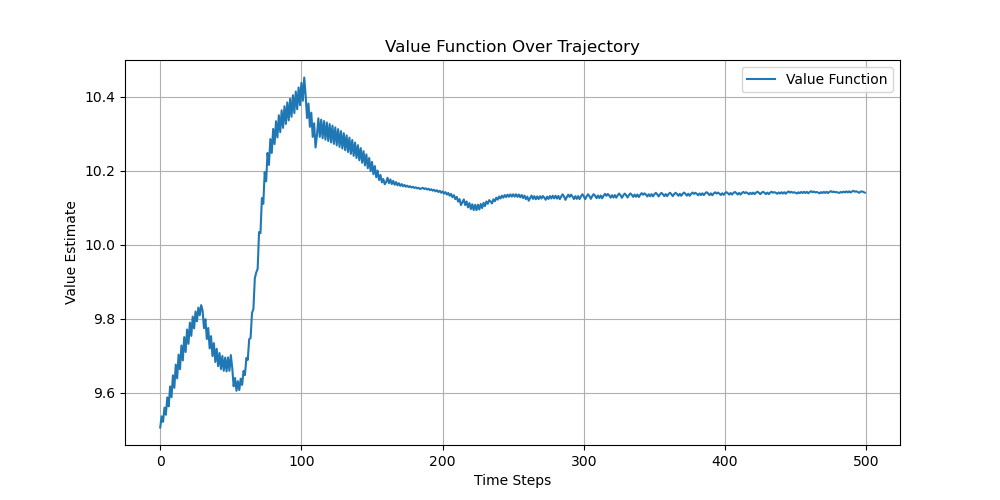 Value Function Over Trajectory
Value Function
Value Estimate
10.4
10.2
10.0
9.8
9.6
0 100 200 300 400 500
Time Steps